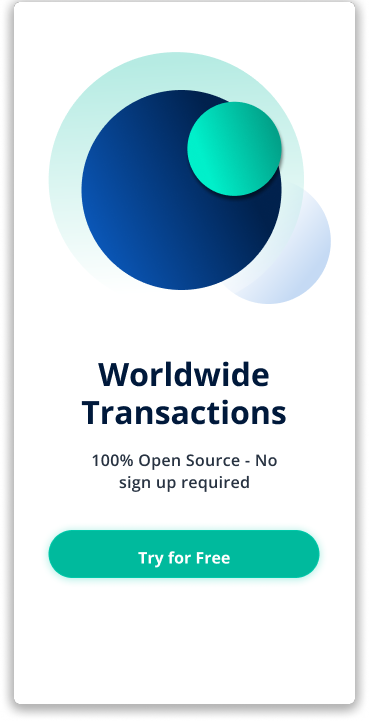 Worldwide
Transactions
100% Open Source - No
sign up required
Try for Free